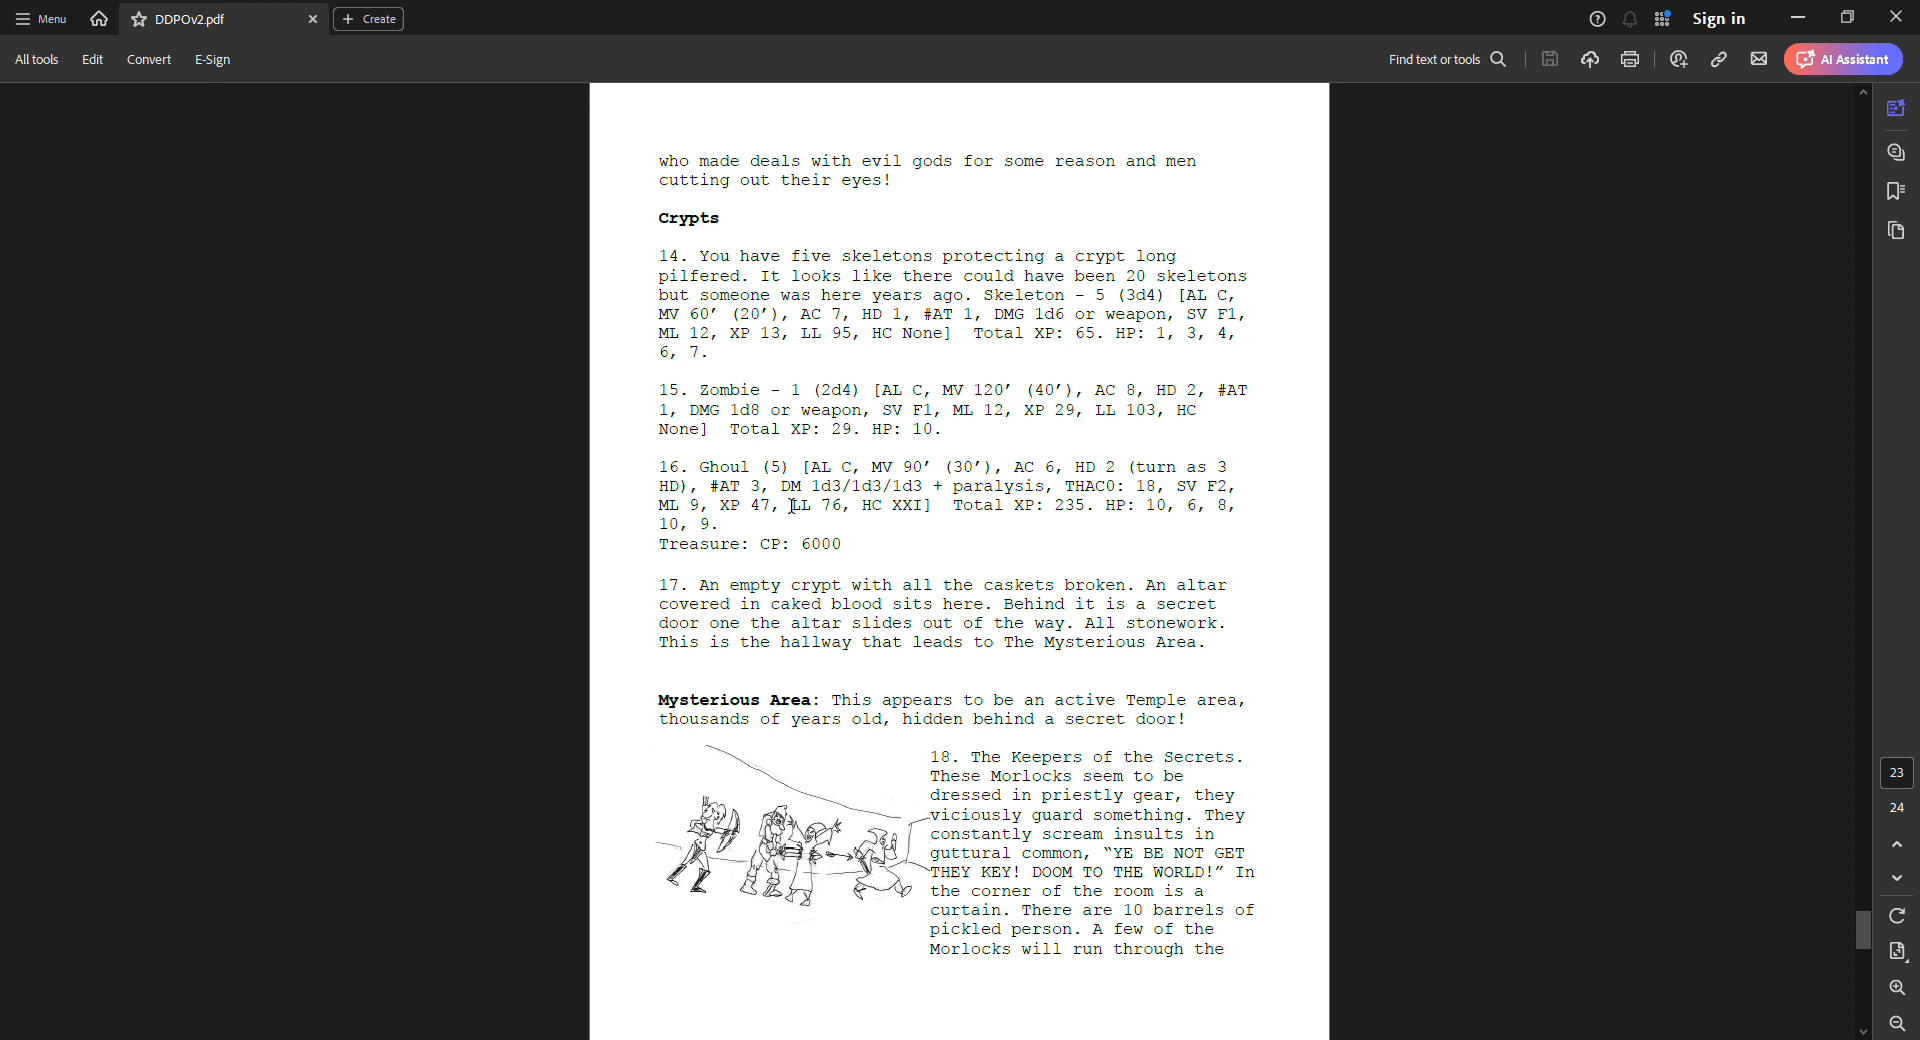 Menu
DDPOv2.pdf
Create
Sign in
All tools
Edit
Convert
E-Sign
Find text or tools
AI Assistant
who made deals with evil gods for some reason and men
cutting out their eyes!
Crypts
14. You have five skeletons protecting a crypt long
pilfered. It looks like there could have been 20 skeletons
but someone was here years ago. Skeleton – 5 (3d4) [AL C,
MV 60’ (20’), AC 7, HD 1, #AT 1, DMG 1d6 or weapon, SV F1,
ML 12, XP 13, LL 95, HC None]  Total XP: 65. HP: 1, 3, 4,
6, 7.
15. Zombie – 1 (2d4) [AL C, MV 120’ (40’), AC 8, HD 2, #AT
1, DMG 1d8 or weapon, SV F1, ML 12, XP 29, LL 103, HC
None]  Total XP: 29. HP: 10.
16. Ghoul (5) [AL C, MV 90’ (30’), AC 6, HD 2 (turn as 3
HD), #AT 3, DM 1d3/1d3/1d3 + paralysis, THAC0: 18, SV F2,
ML 9, XP 47, LL 76, HC XXI]  Total XP: 235. HP: 10, 6, 8,
10, 9.
Treasure: CP: 6000
17. An empty crypt with all the caskets broken. An altar
covered in caked blood sits here. Behind it is a secret
door one the altar slides out of the way. All stonework.
This is the hallway that leads to The Mysterious Area.
Mysterious Area: This appears to be an active Temple area,
thousands of years old, hidden behind a secret door!
18. The Keepers of the Secrets.
These Morlocks seem to be
dressed in priestly gear, they
viciously guard something. They
constantly scream insults in
guttural common, “YE BE NOT GET
THEY KEY! DOOM TO THE WORLD!” In
the corner of the room is a
curtain. There are 10 barrels of
pickled person. A few of the
Morlocks will run through the
23
24